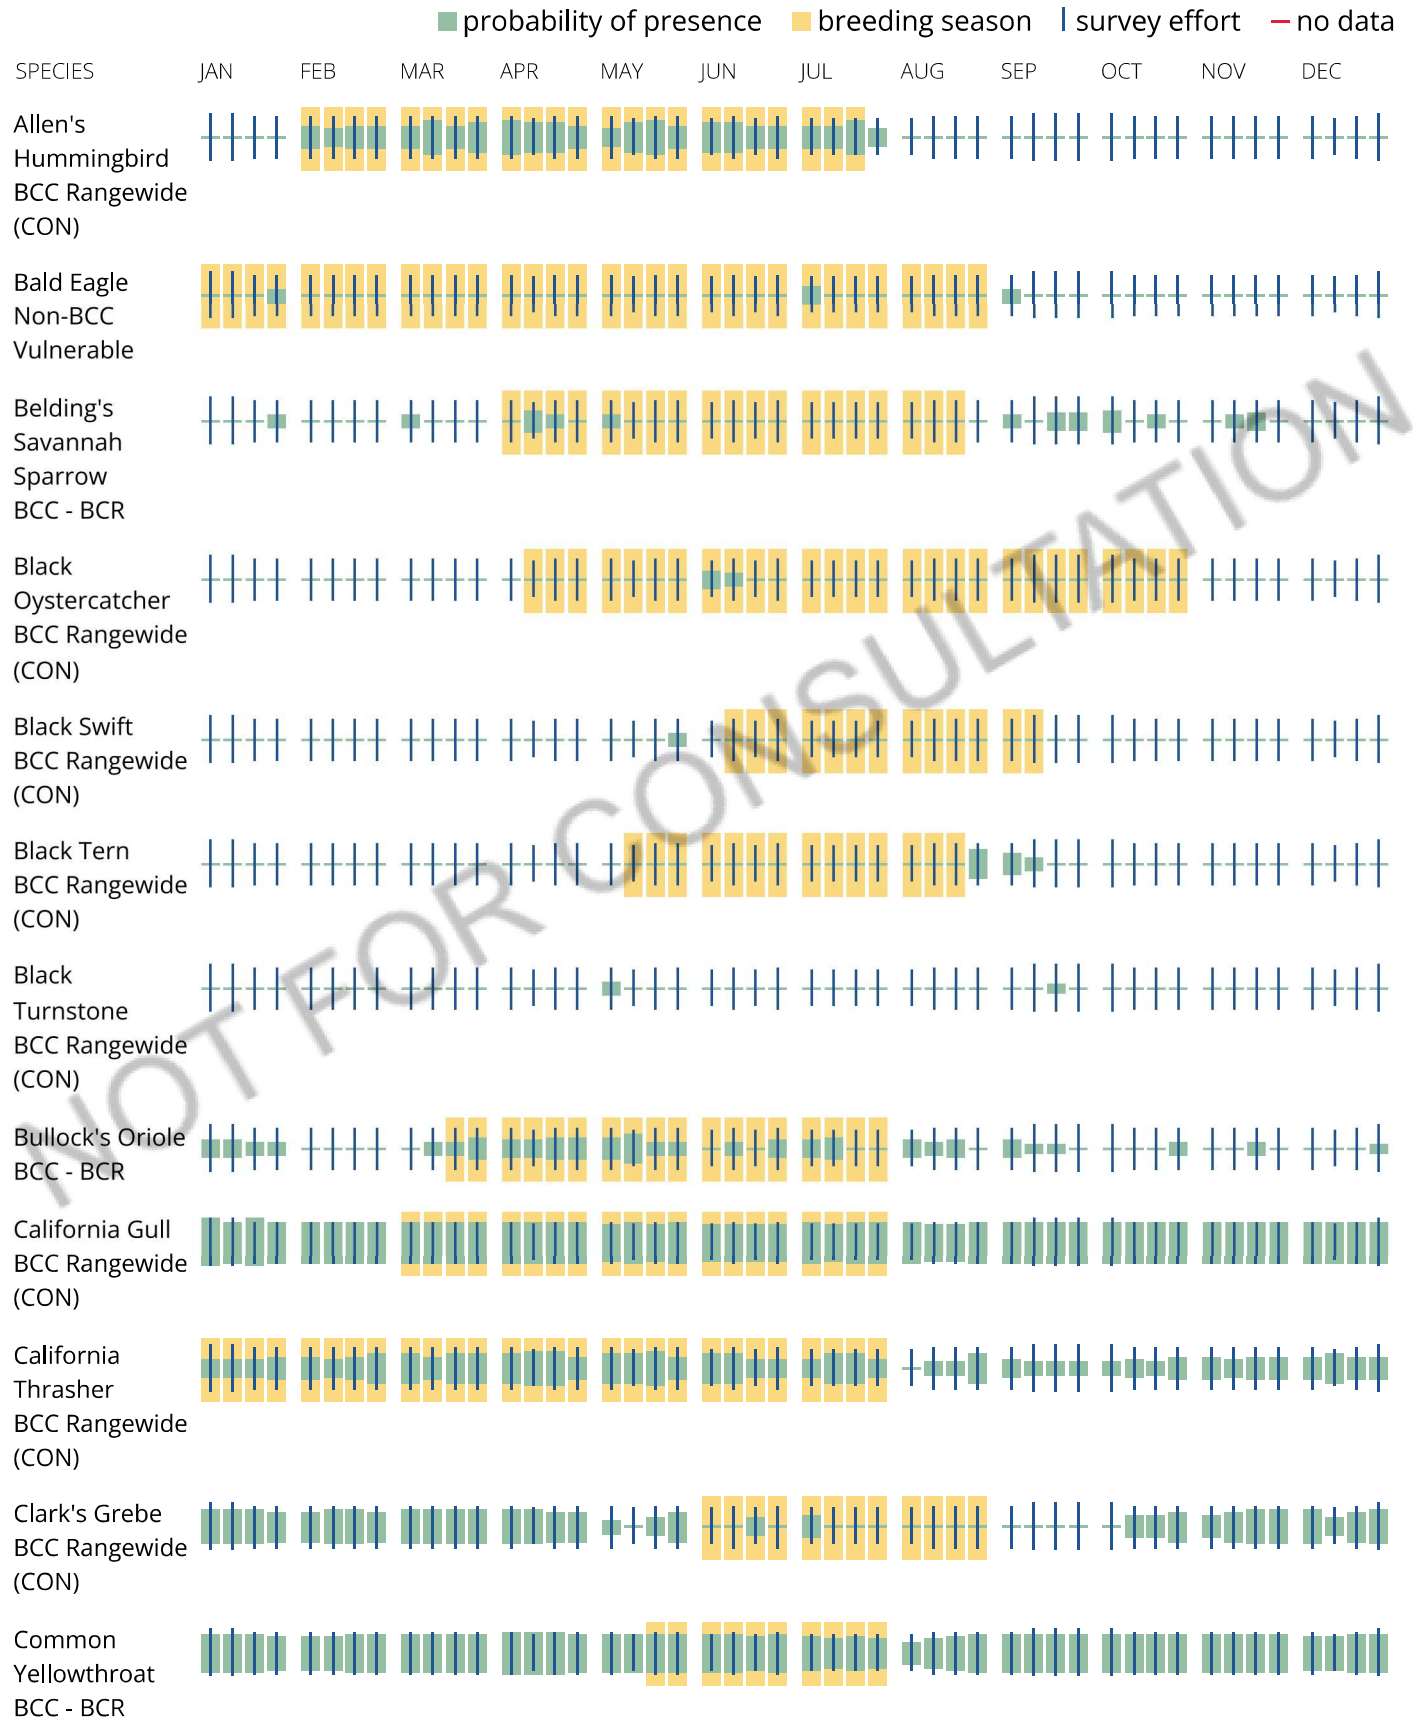 probability of presence breeding season survey effort no data
SPECIES JAN FEB MAR APR MAY JUN JUL AUG SEP OCT NOV DEC
Allen's
Hummingbird
BCC Rangewide
(CON)
Bald Eagle
Non-BCC
Vulnerable
Belding's
Savannah
Sparrow
BCC - BCR
Black
Oystercatcher
BCC Rangewide
(CON)
Black Swift
BCC Rangewide
(CON)
Black Tern
BCC Rangewide
(CON)
Black
Turnstone
BCC Rangewide
(CON)
Bullock's Oriole
BCC - BCR
California Gull
BCC Rangewide
(CON)
California
Thrasher
BCC Rangewide
(CON)
Clark's Grebe
BCC Rangewide
(CON)
Common
Yellowthroat
BCC - BCR
NOT FOR CONSULTATION